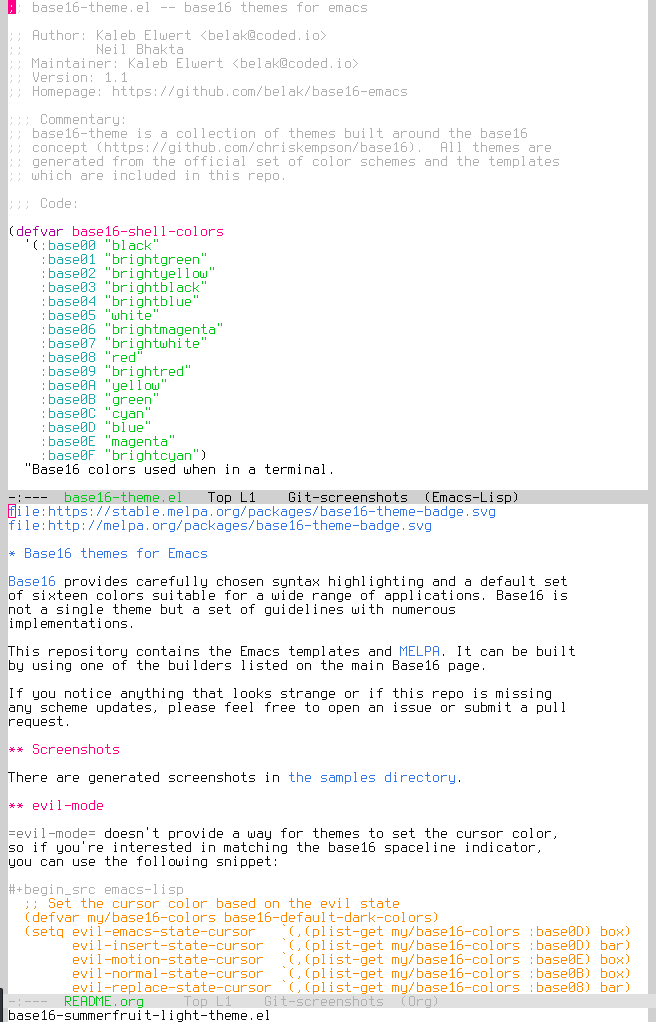 ;; base16-theme.el -- base16 themes for emacs
;; Author: Kaleb Elwert <belak@coded.io>
;;         Neil Bhakta
;; Maintainer: Kaleb Elwert <belak@coded.io>
;; Version: 1.1
;; Homepage: https://github.com/belak/base16-emacs
;;; Commentary:
;; base16-theme is a collection of themes built around the base16
;; concept (https://github.com/chriskempson/base16).  All themes are
;; generated from the official set of color schemes and the templates
;; which are included in this repo.
;;; Code:
(defvar base16-shell-colors
  '(:base00 "black"
    :base01 "brightgreen"
    :base02 "brightyellow"
    :base03 "brightblack"
    :base04 "brightblue"
    :base05 "white"
    :base06 "brightmagenta"
    :base07 "brightwhite"
    :base08 "red"
    :base09 "brightred"
    :base0A "yellow"
    :base0B "green"
    :base0C "cyan"
    :base0D "blue"
    :base0E "magenta"
    :base0F "brightcyan")
  "Base16 colors used when in a terminal.
-:---  base16-theme.el   Top L1    Git-screenshots  (Emacs-Lisp)
file:https://stable.melpa.org/packages/base16-theme-badge.svg
file:http://melpa.org/packages/base16-theme-badge.svg
* Base16 themes for Emacs
Base16 provides carefully chosen syntax highlighting and a default set
of sixteen colors suitable for a wide range of applications. Base16 is
not a single theme but a set of guidelines with numerous
implementations.
This repository contains the Emacs templates and MELPA. It can be built
by using one of the builders listed on the main Base16 page.
If you notice anything that looks strange or if this repo is missing
any scheme updates, please feel free to open an issue or submit a pull
request.
** Screenshots
There are generated screenshots in the samples directory.
** evil-mode
=evil-mode= doesn't provide a way for themes to set the cursor color,
so if you're interested in matching the base16 spaceline indicator,
you can use the following snippet:
#+begin_src emacs-lisp
  ;; Set the cursor color based on the evil state
  (defvar my/base16-colors base16-default-dark-colors)
  (setq evil-emacs-state-cursor   `(,(plist-get my/base16-colors :base0D) box)
        evil-insert-state-cursor  `(,(plist-get my/base16-colors :base0D) bar)
        evil-motion-state-cursor  `(,(plist-get my/base16-colors :base0E) box)
        evil-normal-state-cursor  `(,(plist-get my/base16-colors :base0B) box)
        evil-replace-state-cursor `(,(plist-get my/base16-colors :base08) bar)
-:---  README.org     Top L1    Git-screenshots  (Org)
base16-summerfruit-light-theme.el